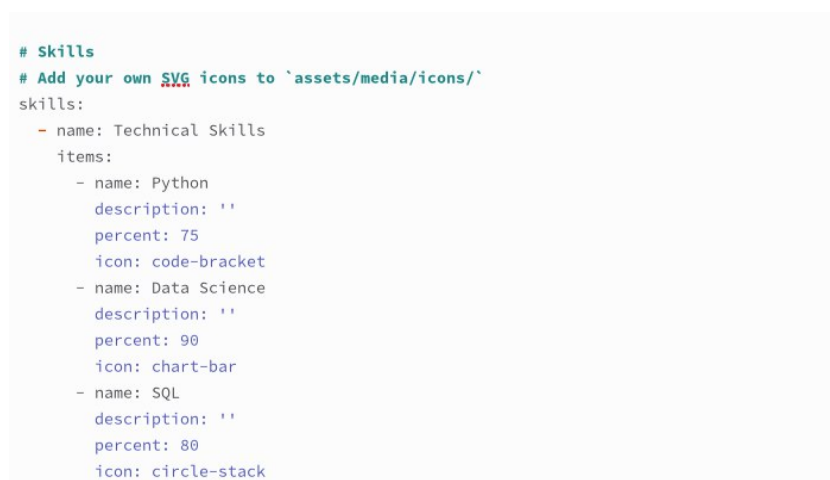 # Skills
# Add your own SVG icons to `assets/media/icons/`
skills:
  - name: Technical Skills
    items:
      - name: Python
        description: ''
        percent: 75
        icon: code-bracket
      - name: Data Science
        description: ''
        percent: 90
        icon: chart-bar
      - name: SQL
        description: ''
        percent: 80
        icon: circle-stack